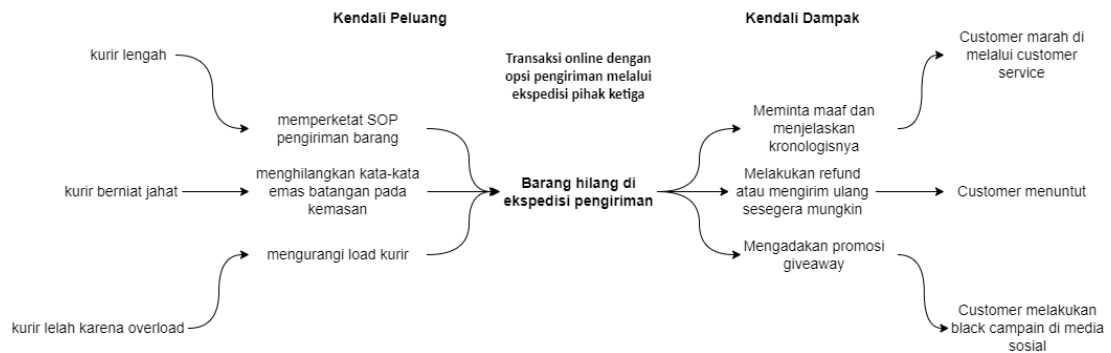 Kendali Peluang
Kendali Dampak
kurir lengah
Transaksi online dengan
opsi pengiriman melalui
ekspedisi pihak ketiga
Customer marah di
melalui customer
service
memperketat SOP
pengiriman barang
Meminta maaf dan
menjelaskan
kronologisnya
kurir berniat jahat
menghilangkan kata-kata
emas batangan pada
kemasan
Barang hilang di
ekspedisi pengiriman
Melakukan refund
atau mengirim ulang
sesegera mungkin
Customer menuntut
mengurangi load kurir
Mengadakan promosi
giveaway
kurir lelah karena overload
Customer melakukan
black campain di media
sosial